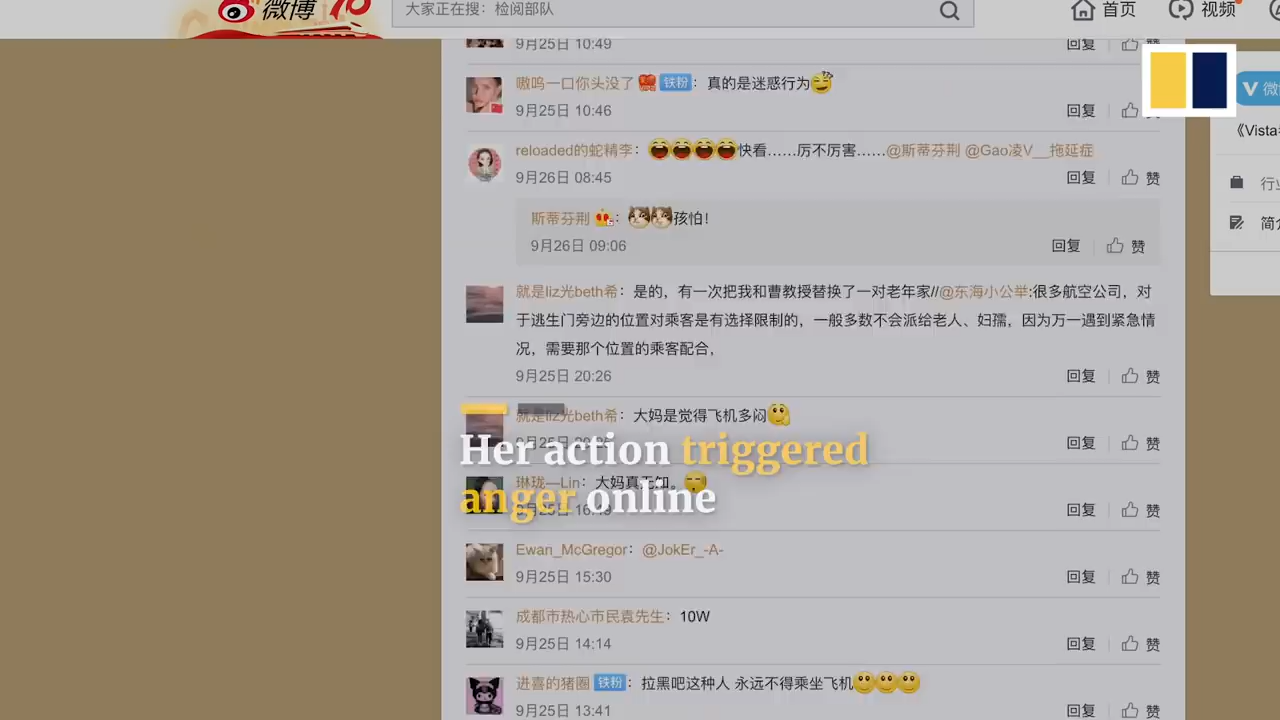 微博 10
大家正在搜：检阅部队
首页
视频
9月25日 10:49
回复 赞
嗷呜一口你头没了 铁粉：真的是迷惑行为
9月25日 10:46
回复
《Vista
reloaded的蛇精李：快看……厉不厉害……@斯蒂芬荆 @Gao凌V__拖延症
9月26日 08:45
回复 赞
行业
斯蒂芬荆：孩怕！
简介
9月26日 09:06
回复 赞
就是liz光beth希：是的，有一次把我和曹教授替换了一对老年家//@东海小公举:很多航空公司，对
于逃生门旁边的位置对乘客是有选择限制的，一般多数不会派给老人、妇孺，因为万一遇到紧急情
况，需要那个位置的乘客配合，
9月25日 20:26
回复 赞
就是liz光beth希：大妈是觉得飞机多闷
回复 赞
Her action triggered
anger online
琳珑—Lin：大妈真无知。
回复 赞
Ewan_McGregor：@JokEr_-A-
9月25日 15:30
回复 赞
成都市热心市民袁先生：10W
9月25日 14:14
回复 赞
进喜的猪圈 铁粉：拉黑吧这种人 永远不得乘坐飞机
9月25日 13:41
回复 赞